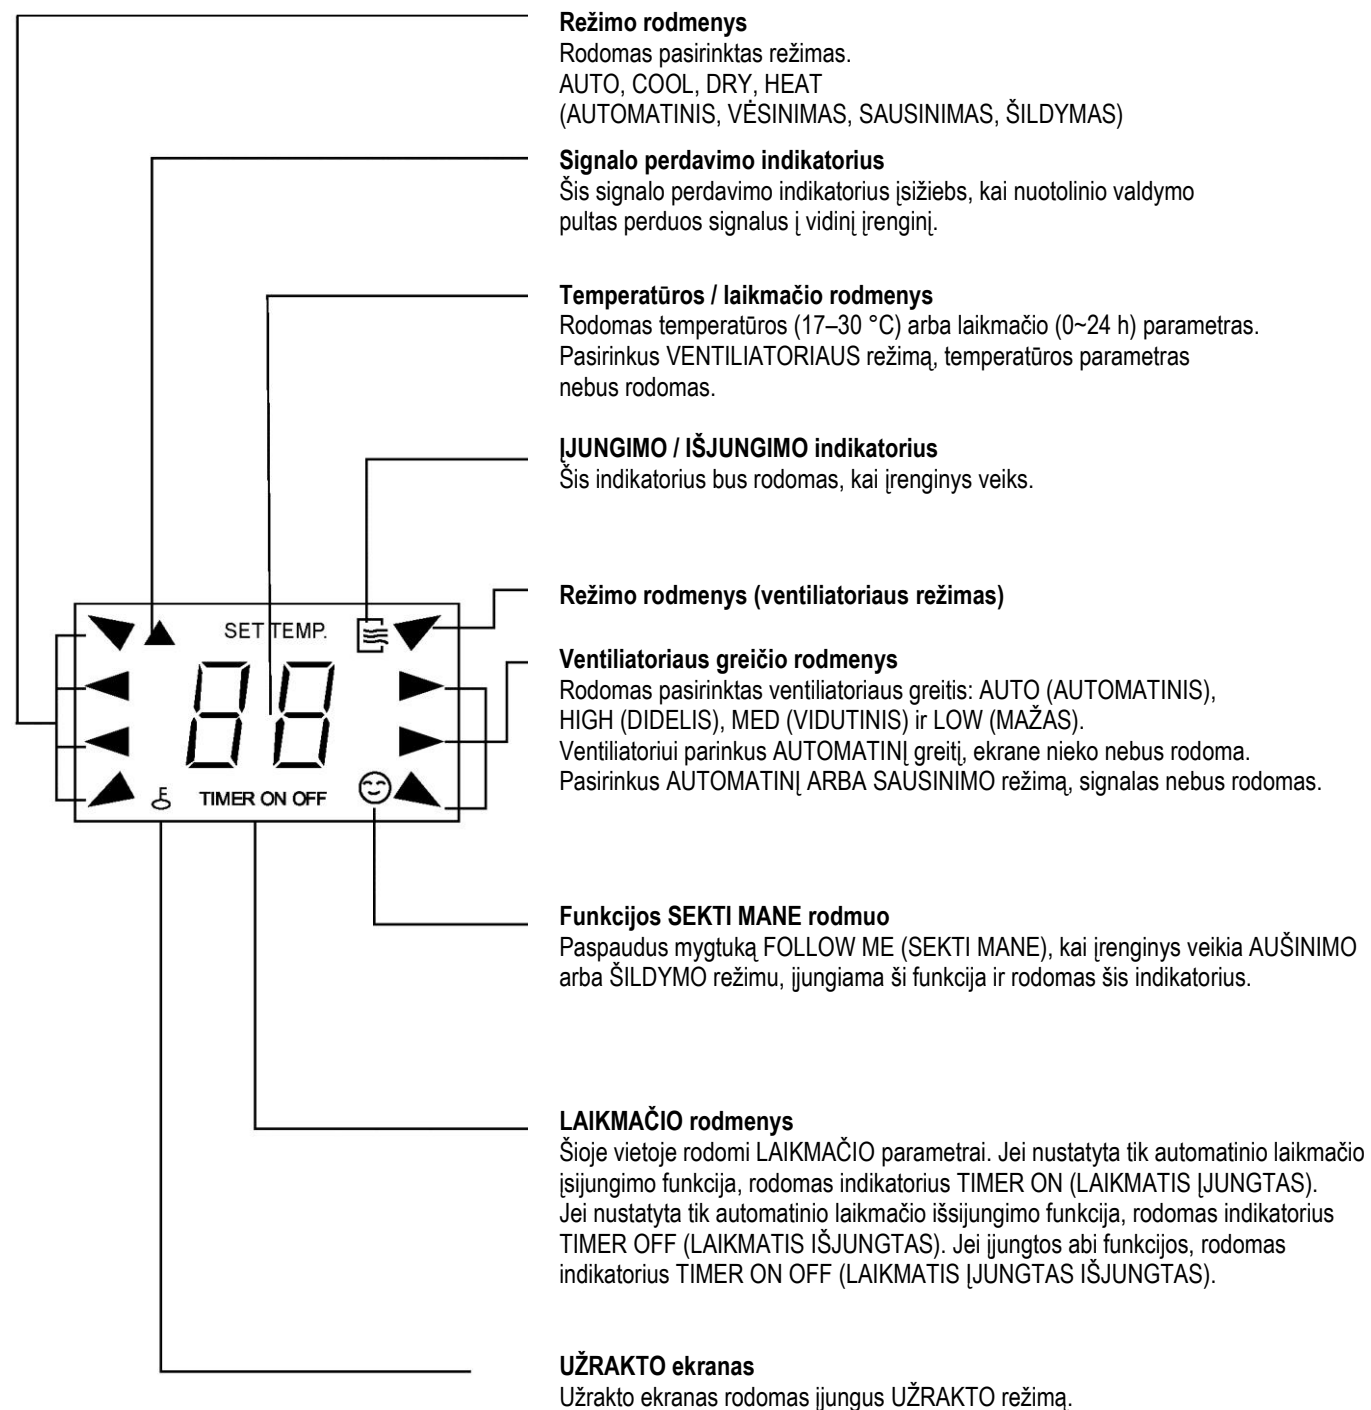 Režimo rodmenys
Rodomas pasirinktas režimas.
AUTO, COOL, DRY, HEAT
(AUTOMATINIS, VĖSINIMAS, SAUSINIMAS, ŠILDYMAS)
Signalo perdavimo indikatorius
Šis signalo perdavimo indikatorius įsižiebs, kai nuotolinio valdymo
pultas perduos signalus į vidinį įrenginį.
Temperatūros / laikmačio rodmenys
Rodomas temperatūros (17–30 °C) arba laikmačio (0~24 h) parametras.
Pasirinkus VENTILIATORIAUS režimą, temperatūros parametras
nebus rodomas.
ĮJUNGIMO / IŠJUNGIMO indikatorius
Šis indikatorius bus rodomas, kai įrenginys veiks.
Režimo rodmenys (ventiliatoriaus režimas)
SET TEMP.
88
TIMER ON OFF
Ventiliatoriaus greičio rodmenys
Rodomas pasirinktas ventiliatoriaus greitis: AUTO (AUTOMATINIS),
HIGH (DIDELIS), MED (VIDUTINIS) ir LOW (MAŽAS).
Ventiliatoriui parinkus AUTOMATINĮ greitį, ekrane nieko nebus rodoma.
Pasirinkus AUTOMATINĮ ARBA SAUSINIMO režimą, signalas nebus rodomas.
Funkcijos SEKTI MANE rodmuo
Paspaudus mygtuką FOLLOW ME (SEKTI MANE), kai įrenginys veikia AUŠINIMO
arba ŠILDYMO režimu, įjungiama ši funkcija ir rodomas šis indikatorius.
LAIKMAČIO rodmenys
Šioje vietoje rodomi LAIKMAČIO parametrai. Jei nustatyta tik automatinio laikmačio
įsijungimo funkcija, rodomas indikatorius TIMER ON (LAIKMATIS ĮJUNGTAS).
Jei nustatyta tik automatinio laikmačio išsijungimo funkcija, rodomas indikatorius
TIMER OFF (LAIKMATIS IŠJUNGTAS). Jei įjungtos abi funkcijos, rodomas
indikatorius TIMER ON OFF (LAIKMATIS ĮJUNGTAS IŠJUNGTAS).
UŽRAKTO ekranas
Užrakto ekranas rodomas įjungus UŽRAKTO režimą.